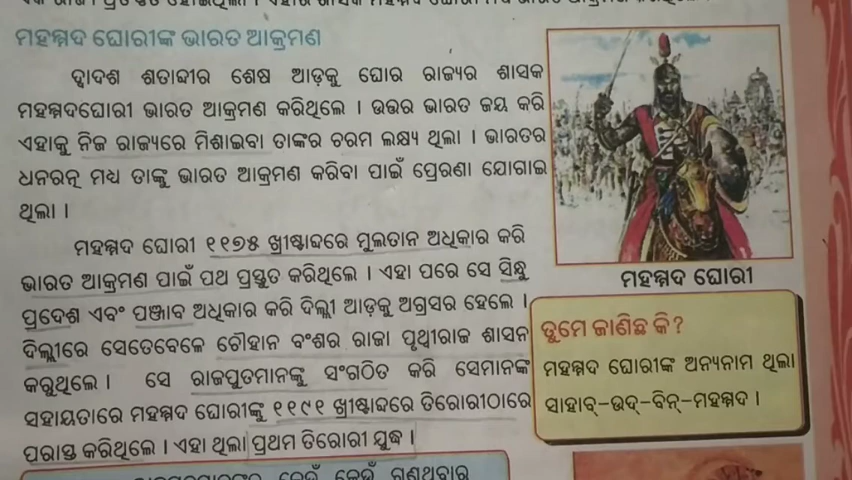 ମହମ୍ମଦ ଘୋରୀଙ୍କ ଭାରତ ଆକ୍ରମଣ
ଦ୍ୱାଦଶ ଶତାବ୍ଦୀର ଶେଷ ଆଡ଼କୁ ଘୋର ରାଜ୍ୟର ଶାସକ
ମହମ୍ମଦଘୋରୀ ଭାରତ ଆକ୍ରମଣ କରିଥିଲେ । ଉତ୍ତର ଭାରତ ଜୟ କରି
ଏହାକୁ ନିଜ ରାଜ୍ୟରେ ମିଶାଇବା ତାଙ୍କର ଚରମ ଲକ୍ଷ୍ୟ ଥିଲା । ଭାରତର
ଧନରତ୍ନ ମଧ୍ୟ ତାଙ୍କୁ ଭାରତ ଆକ୍ରମଣ କରିବା ପାଇଁ ପ୍ରେରଣା ଯୋଗାଇ
ଥିଲା ।
ମହମ୍ମଦ ଘୋରୀ ୧୧୭୫ ଖ୍ରୀଷ୍ଟାବ୍ଦରେ ମୁଲତାନ ଅଧିକାର କରି
ଭାରତ ଆକ୍ରମଣ ପାଇଁ ପଥ ପ୍ରସ୍ତୁତ କରିଥିଲେ । ଏହା ପରେ ସେ ସିନ୍ଧୁ
ପ୍ରଦେଶ ଏବଂ ପଞ୍ଜାବ ଅଧିକାର କରି ଦିଲ୍ଲୀ ଆଡ଼କୁ ଅଗ୍ରସର ହେଲେ ।
ଦିଲ୍ଲୀରେ ସେତେବେଳେ ଚୌହାନ ବଂଶର ରାଜା ପୃଥ୍ୱୀରାଜ ଶାସନ
କରୁଥିଲେ । ସେ ରାଜପୁତମାନଙ୍କୁ ସଂଗଠିତ କରି ସେମାନଙ୍କ
ସହାୟତାରେ ମହମ୍ମଦ ଘୋରୀଙ୍କୁ ୧୧୯୧ ଖ୍ରୀଷ୍ଟାବ୍ଦରେ ତିରୋରୀଠାରେ
ପରାସ୍ତ କରିଥିଲେ । ଏହା ଥିଲା ପ୍ରଥମ ତିରୋରୀ ଯୁଦ୍ଧ ।
ମହମ୍ମଦ ଘୋରୀ
ତୁମେ ଜାଣିଛ କି ?
ମହମ୍ମଦ ଘୋରୀଙ୍କ ଅନ୍ୟନାମ ଥିଲା
ସାହାବ୍-ଉଦ୍-ବିନ୍-ମହମ୍ମଦ ।